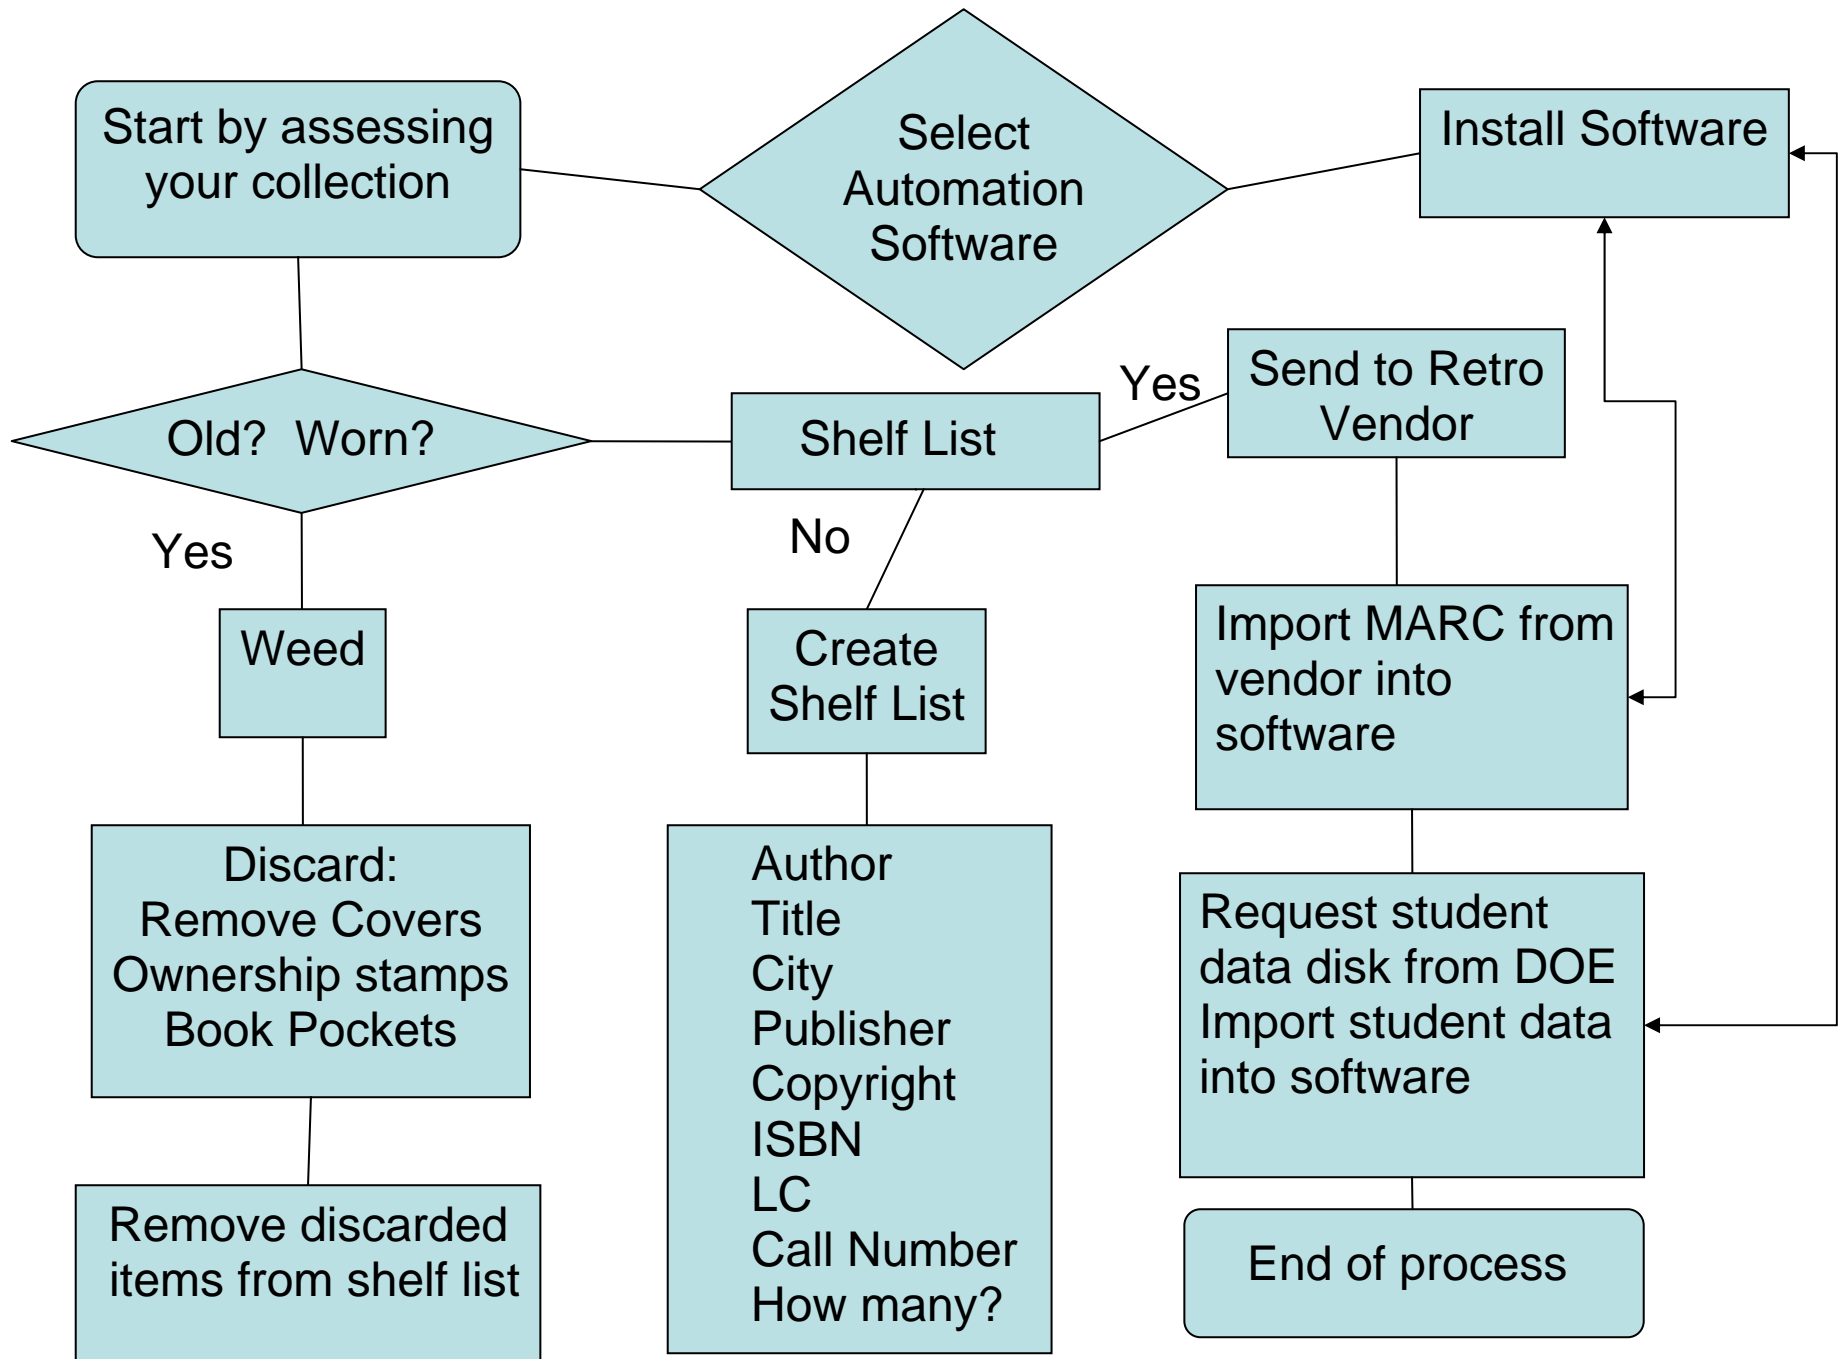 Start by assessing
your collection
Select
Automation
Software
Install Software
Old? Worn?
Shelf List
Yes
Send to Retro
Vendor
Yes
No
Weed
Create
Shelf List
Import MARC from
vendor into
software
Discard:
Remove Covers
Ownership stamps
Book Pockets
Author
Title
City
Publisher
Copyright
ISBN
LC
Call Number
How many?
Request student
data disk from DOE
Import student data
into software
Remove discarded
items from shelf list
End of process